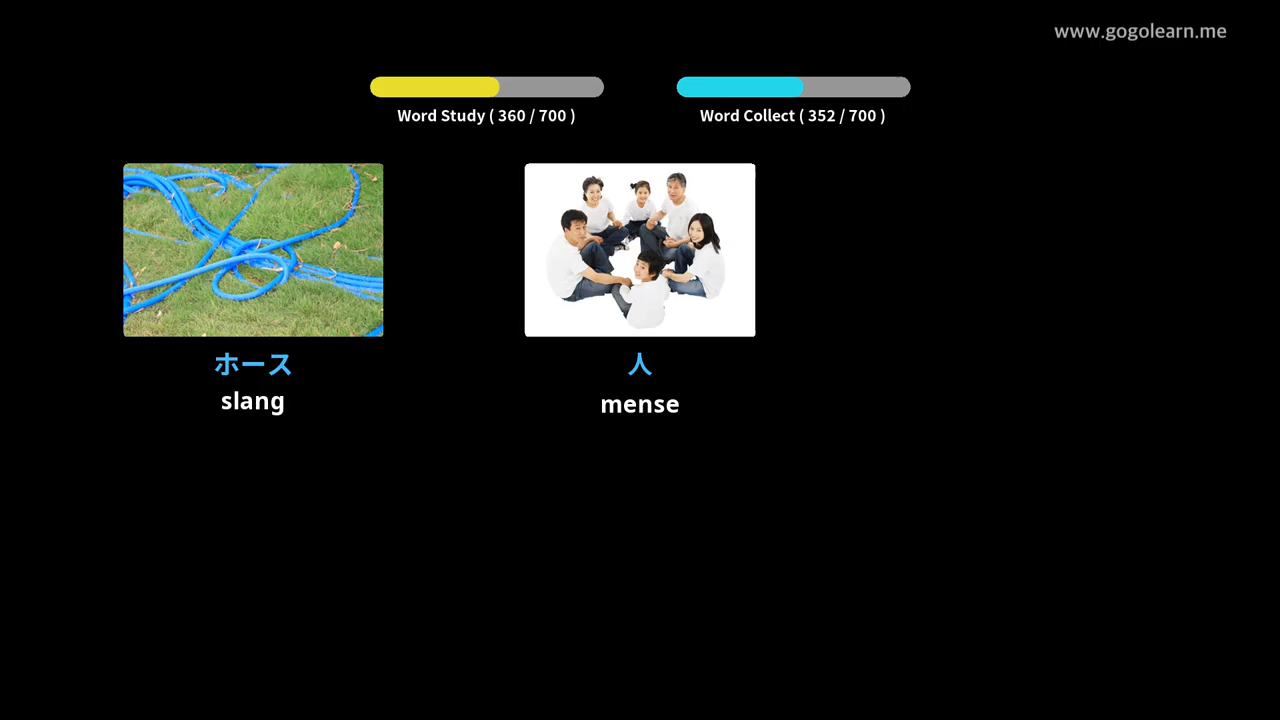 www.gogolearn.me
Word Study ( 360 / 700 )
Word Collect ( 352 / 700 )
ホース
slang
人
mense